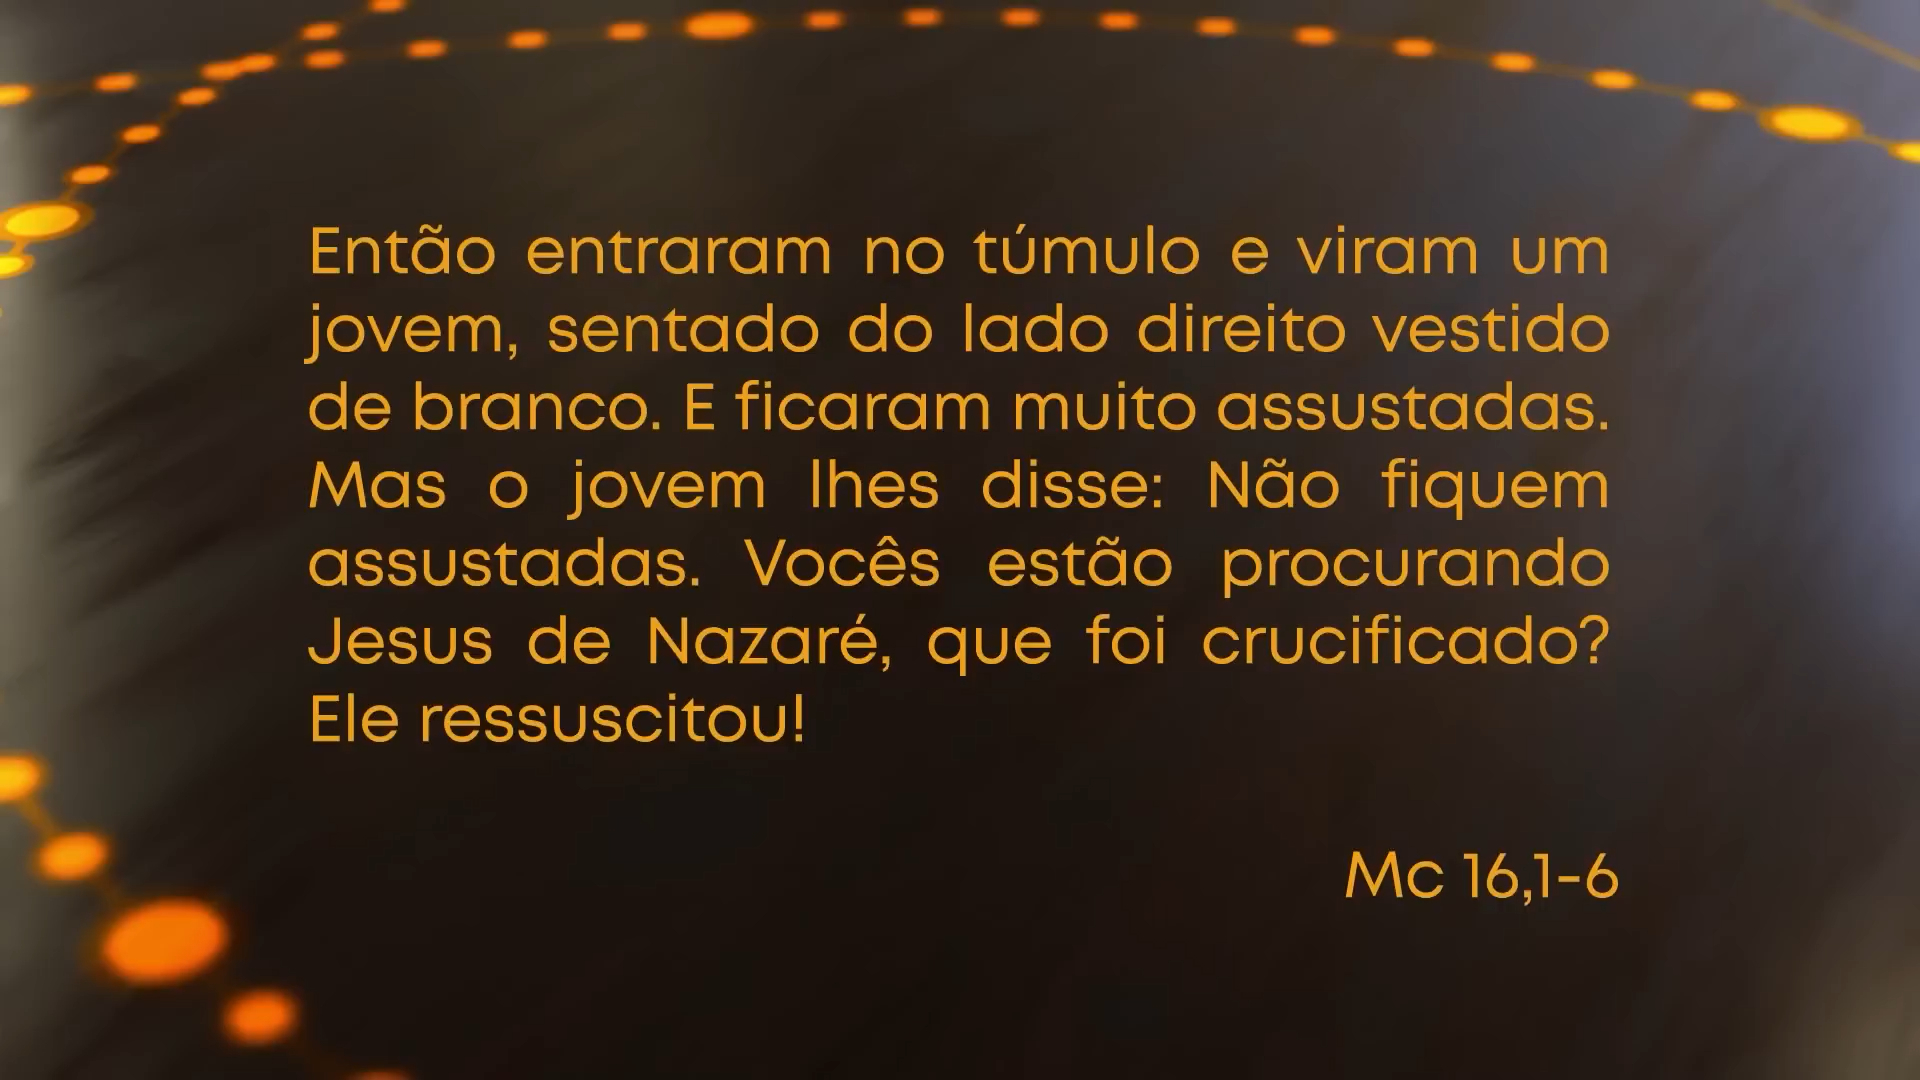 Então entraram no túmulo e viram um
jovem, sentado do lado direito vestido
de branco. E ficaram muito assustadas.
Mas o jovem lhes disse: Não fiquem
assustadas. Vocês estão procurando
Jesus de Nazaré, que foi crucificado?
Ele ressuscitou!
Mc 16,1-6